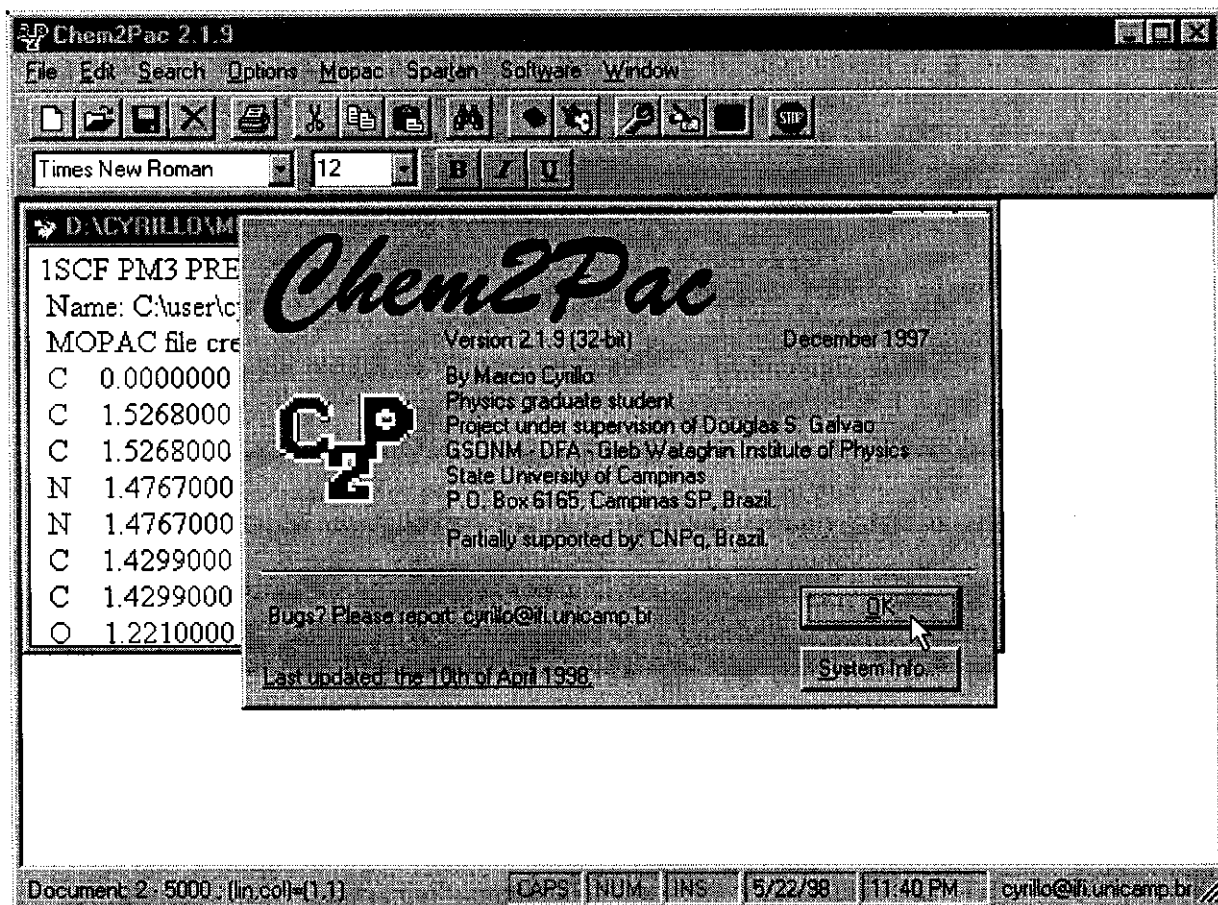 Chem2Pac 2.1.9
File Edit Search Options Mopac Spartan Software Window
STOP
Times New Roman 12 B I U
D:\CYRILLO\M
1SCF PM3 PRE
Name: C:\user\c
MOPAC file cre
C 0.0000000
C 1.5268000
C 1.5268000
N 1.4767000
N 1.4767000
C 1.4299000
C 1.4299000
O 1.2210000
Chem2Pac
Version 2.1.9 (32-bit) December 1997
C2P
By Marcio Cyrillo
Physics graduate student
Project under supervision of Douglas S. Galvao
GSONM - DFA - Gleb Wataghin Institute of Physics
State University of Campinas
P.O. Box 6165, Campinas SP, Brazil.
Partially supported by: CNPq, Brazil.
Bugs? Please report: cyrillo@ifi.unicamp.br
OK
Last updated: the 10th of April 1998.
System Info...
Document: 2 - 5000 ; (lin,col)=(1,1) CAPS NUM INS 5/22/98 11:40 PM cyrillo@ifi.unicamp.br